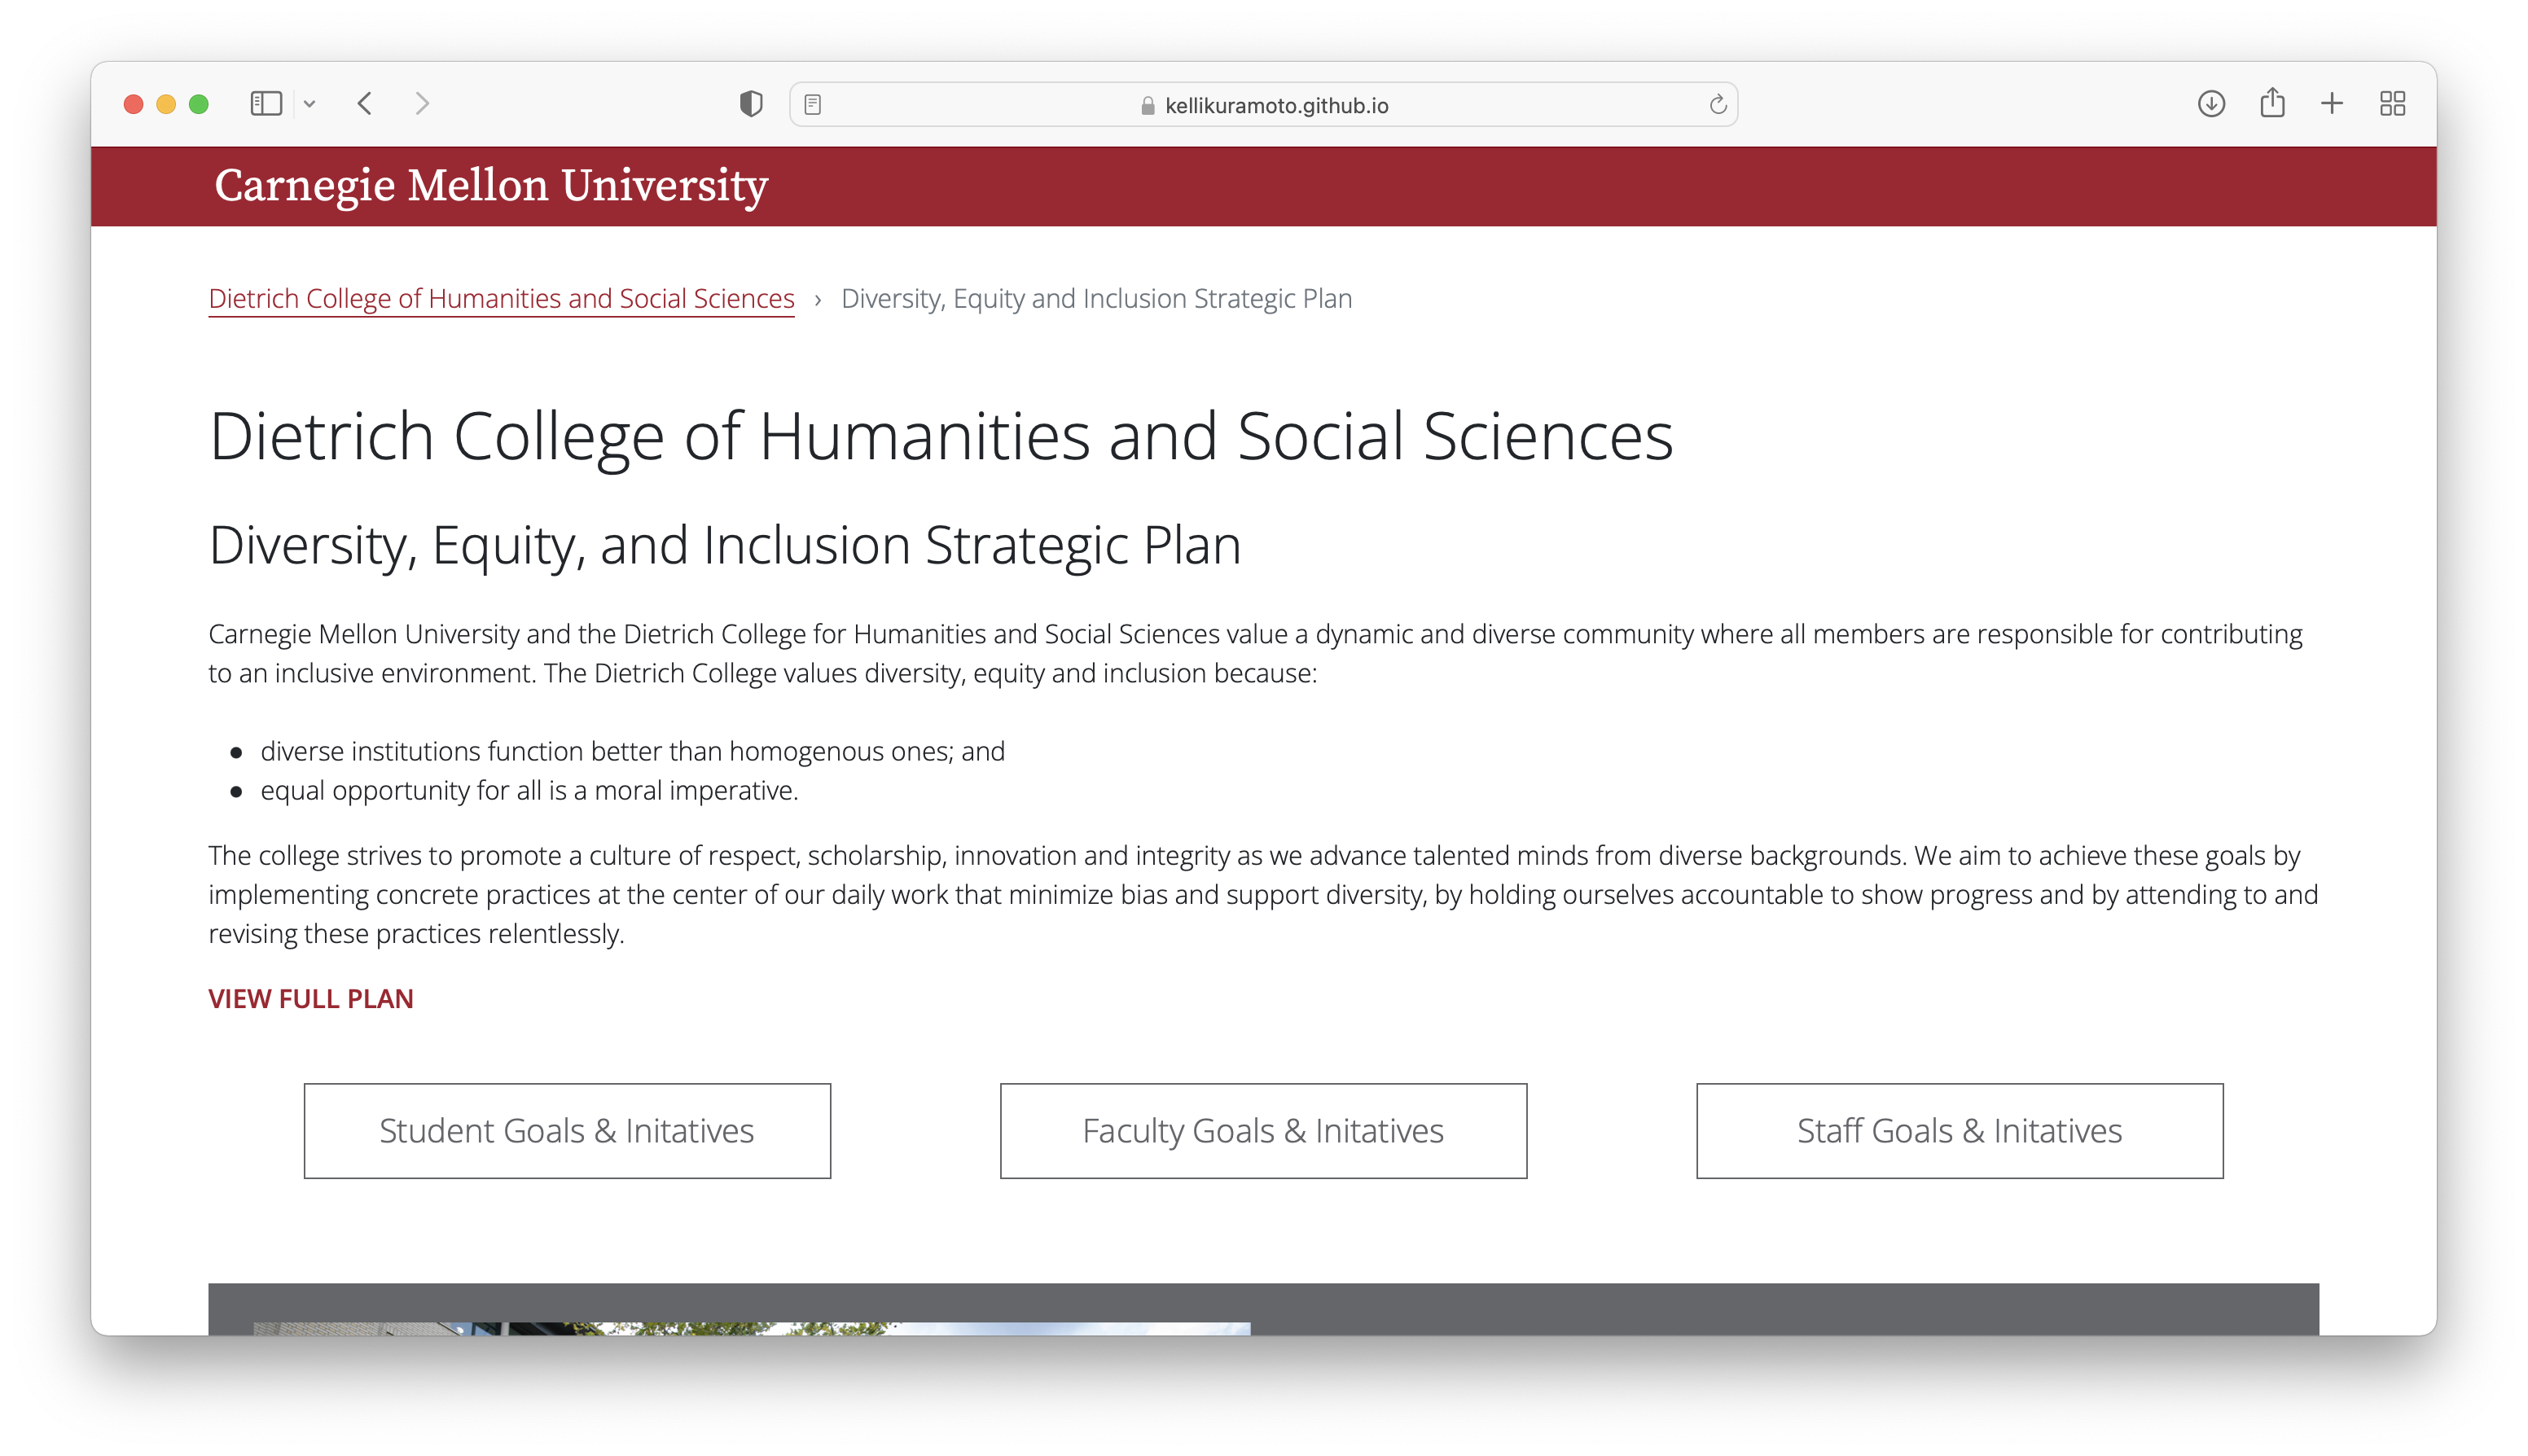 kellikuramoto.github.io
Carnegie Mellon University
Dietrich College of Humanities and Social Sciences › Diversity, Equity and Inclusion Strategic Plan
Dietrich College of Humanities and Social Sciences
Diversity, Equity, and Inclusion Strategic Plan
Carnegie Mellon University and the Dietrich College for Humanities and Social Sciences value a dynamic and diverse community where all members are responsible for contributing
to an inclusive environment. The Dietrich College values diversity, equity and inclusion because:
● diverse institutions function better than homogenous ones; and
● equal opportunity for all is a moral imperative.
The college strives to promote a culture of respect, scholarship, innovation and integrity as we advance talented minds from diverse backgrounds. We aim to achieve these goals by
implementing concrete practices at the center of our daily work that minimize bias and support diversity, by holding ourselves accountable to show progress and by attending to and
revising these practices relentlessly.
VIEW FULL PLAN
Student Goals & Initatives
Faculty Goals & Initatives
Staff Goals & Initatives